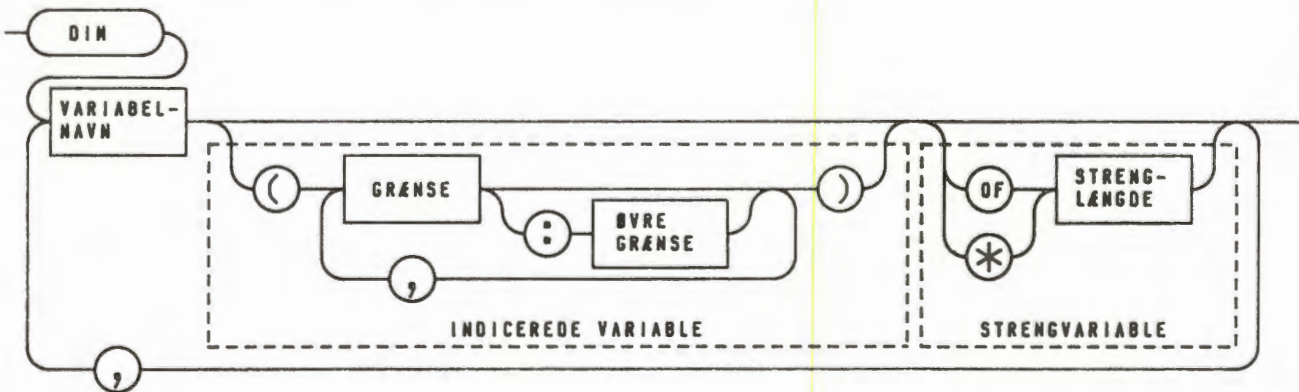 DIM
VARIABEL-
NAVN
(
GRÆNSE
:
ØVRE
GRÆNSE
,
)
INDICEREDE VARIABLE
OF
*
STRENG-
LÆNGDE
STRENGVARIABLE
,